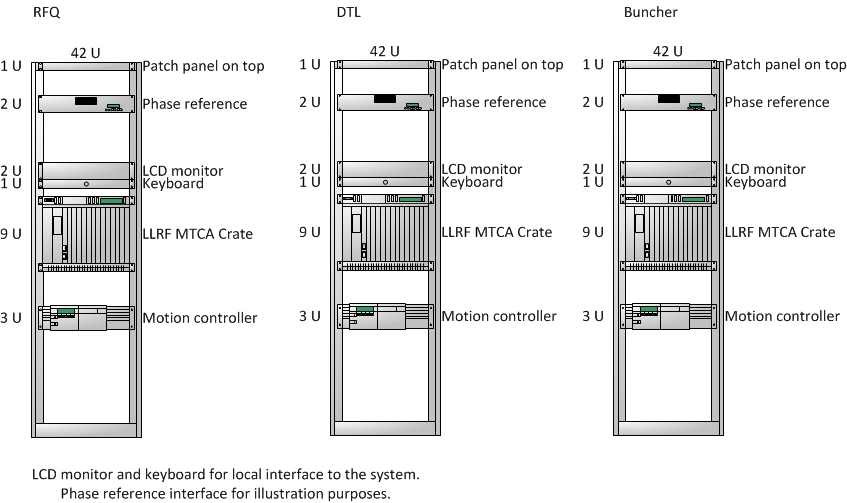 RFQ
DTL
Buncher
42 U
42 U
42 U
1 U Patch panel on top
1 U Patch panel on top
1 U Patch panel on top
2 U Phase reference
2 U Phase reference
2 U Phase reference
2 U LCD monitor
2 U LCD monitor
2 U LCD monitor
1 U Keyboard
1 U Keyboard
1 U Keyboard
9 U LLRF MTCA Crate
9 U LLRF MTCA Crate
9 U LLRF MTCA Crate
3 U Motion controller
3 U Motion controller
3 U Motion controller
LCD monitor and keyboard for local interface to the system.
Phase reference interface for illustration purposes.